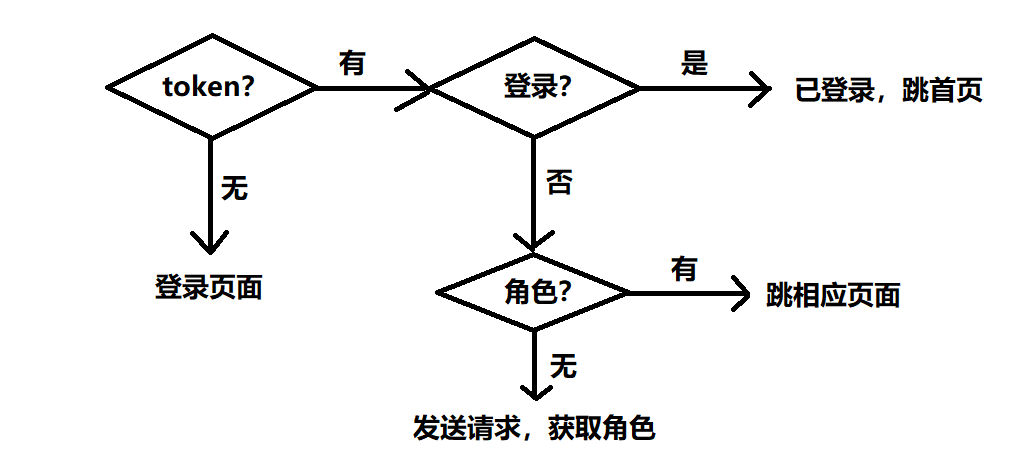 token？
有
登录？
是
已登录，跳首页
无
否
登录页面
角色？
有
跳相应页面
无
发送请求，获取角色